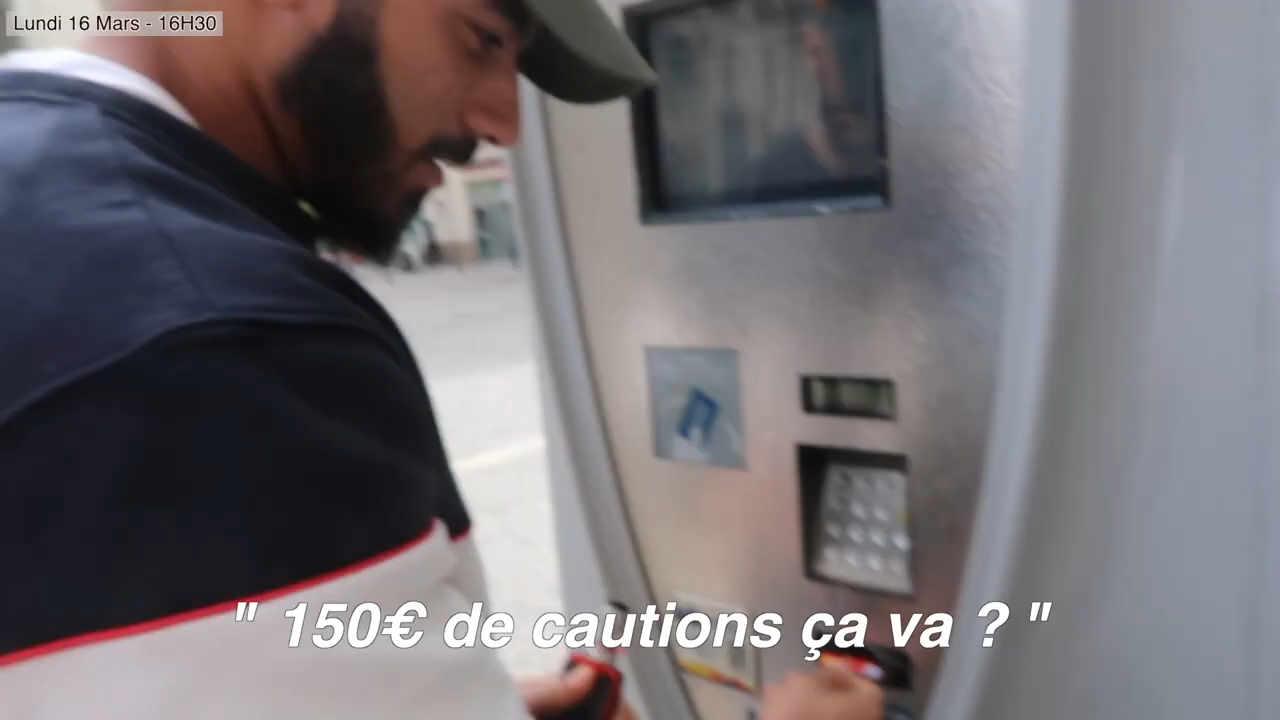 Lundi 16 Mars - 16H30
" 150€ de cautions ça va ? "